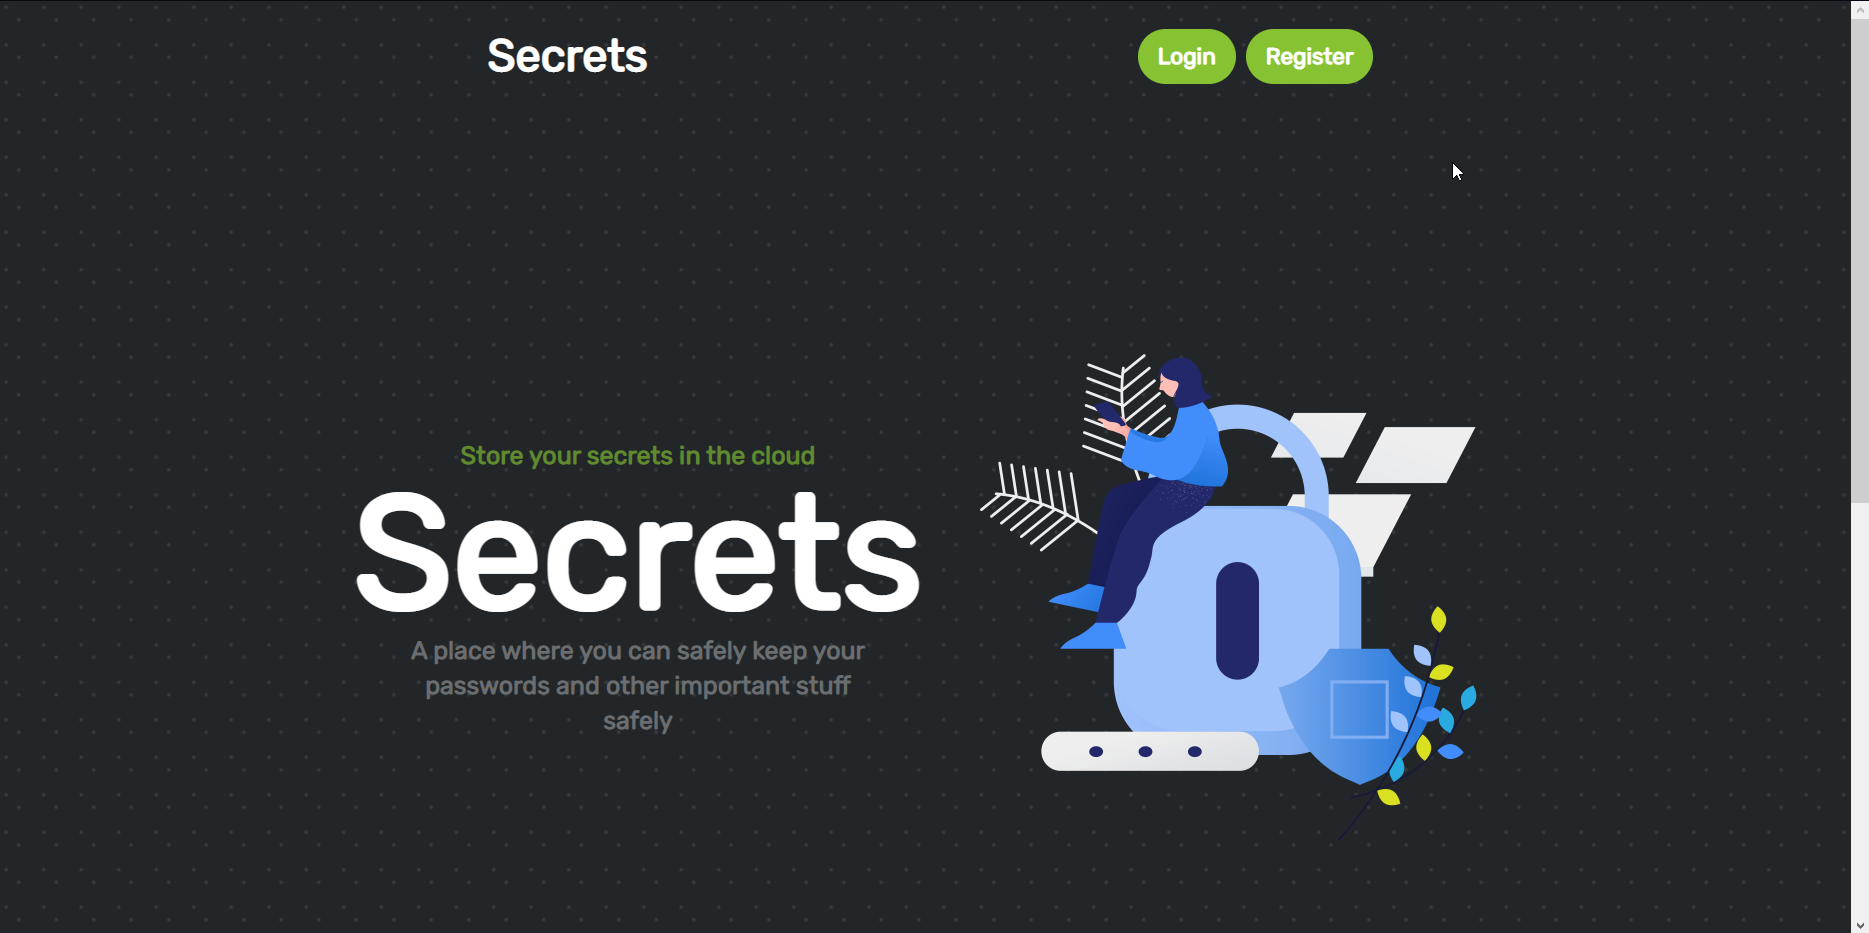 Secrets
Login Register
Store your secrets in the cloud
Secrets
A place where you can safely keep your
passwords and other important stuff
safely